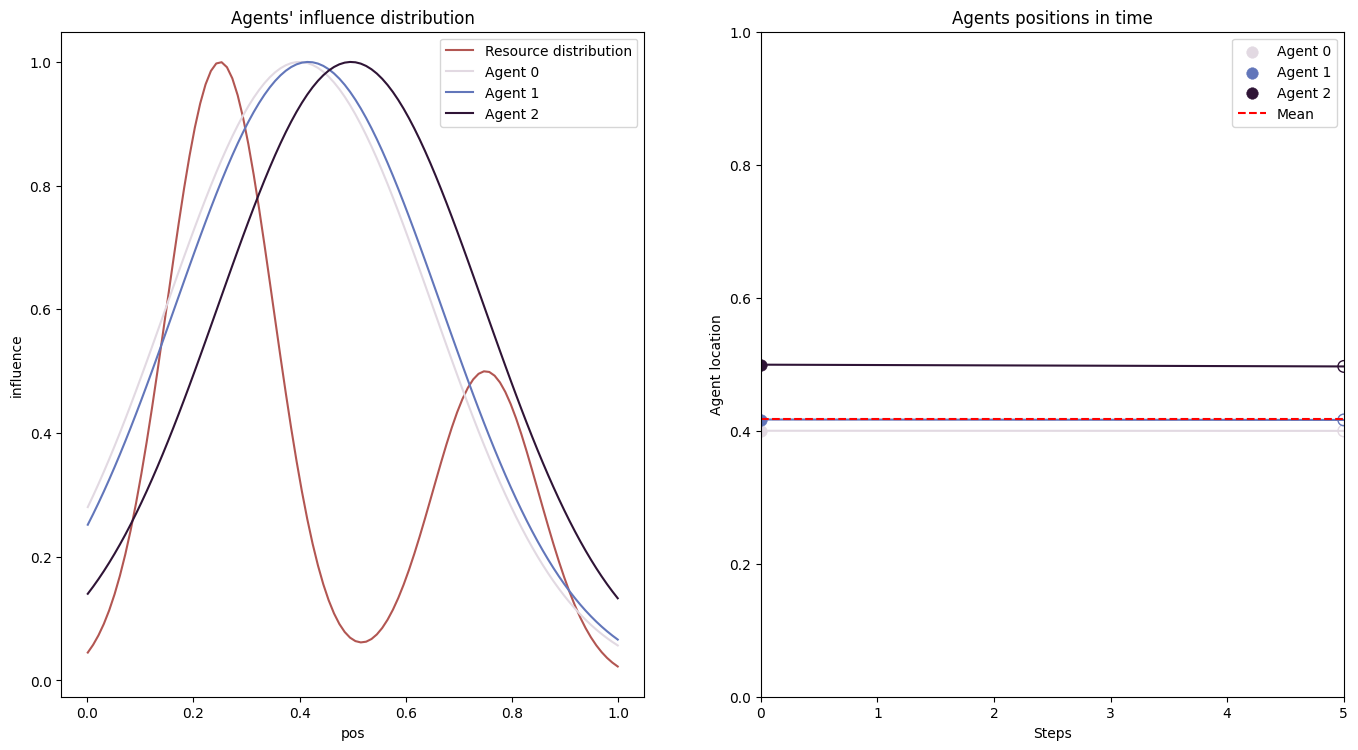 Agents' influence distribution
Resource distribution
Agent 0
Agent 1
Agent 2
influence
1.0
0.8
0.6
0.4
0.2
0.0
0.0 0.2 0.4 0.6 0.8 1.0
pos
Agents positions in time
Agent 0
Agent 1
Agent 2
Mean
Agent location
1.0
0.8
0.6
0.4
0.2
0.0
0 1 2 3 4 5
Steps